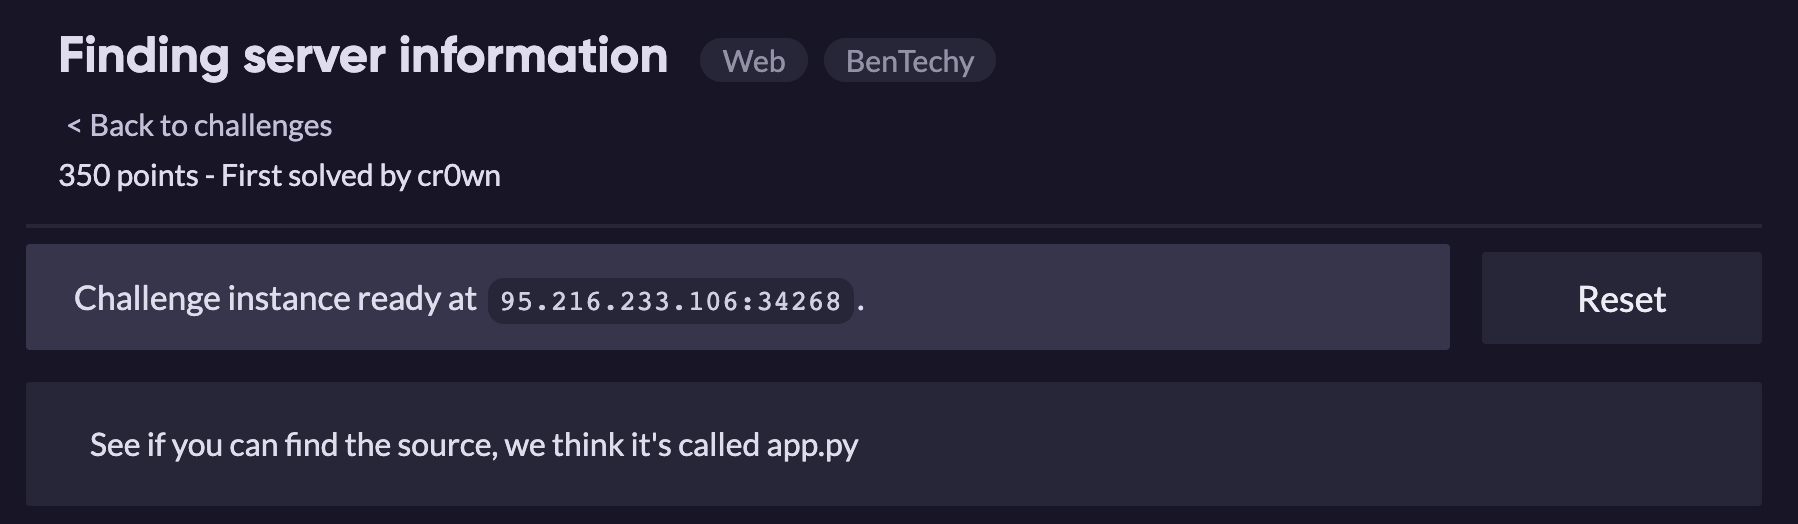 Finding server information Web BenTechy
< Back to challenges
350 points - First solved by cr0wn
Challenge instance ready at 95.216.233.106:34268. Reset
See if you can find the source, we think it's called app.py